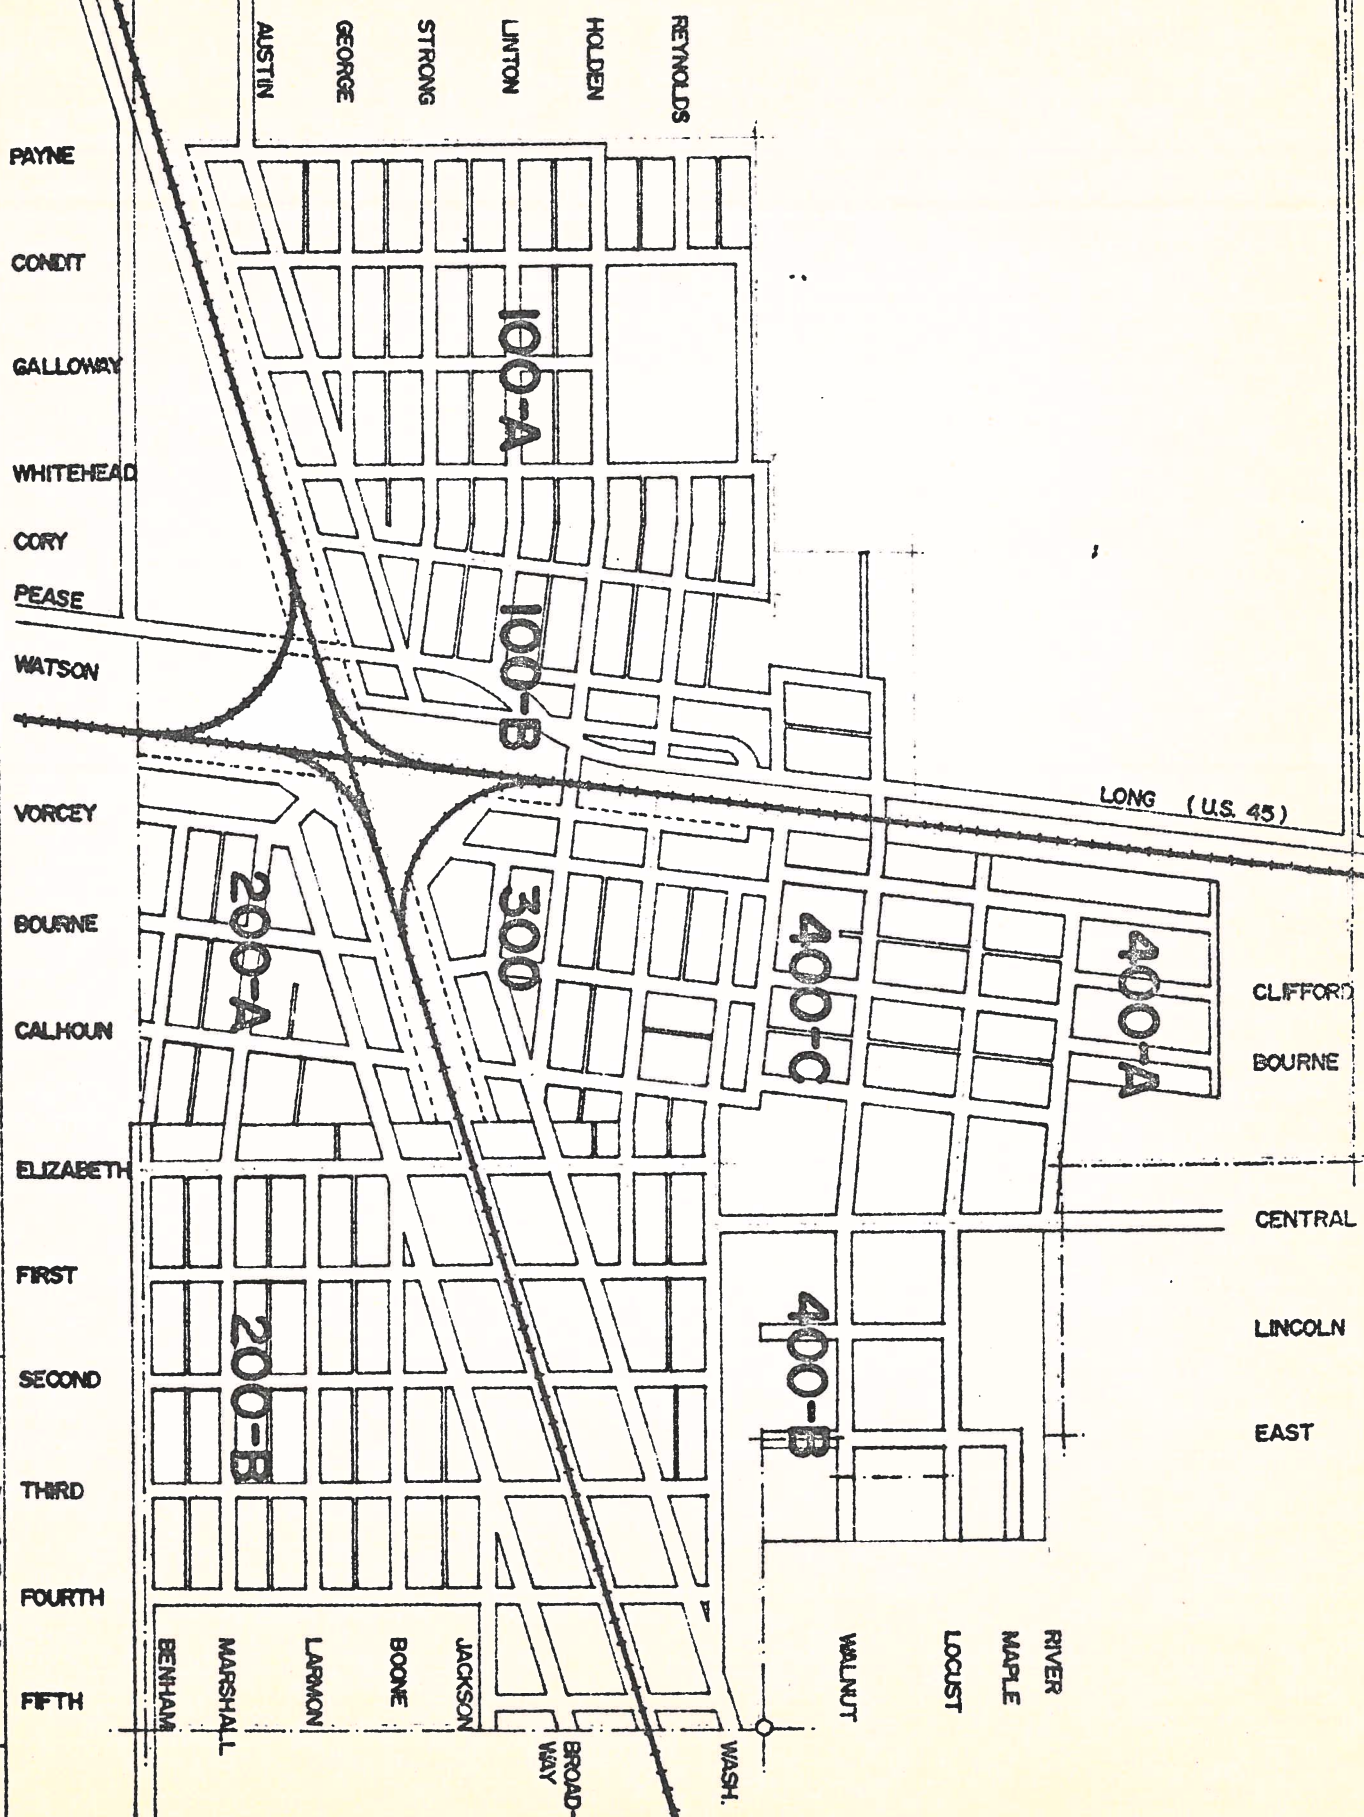 AUSTIN
GEORGE
STRONG
LINTON
HOLDEN
REYNOLDS
PAYNE
CONDIT
GALLOWAY
WHITEHEAD
CORY
PEASE
WATSON
VORCEY
BOURNE
CALHOUN
ELIZABETH
FIRST
SECOND
THIRD
FOURTH
FIFTH
100-A
100-B
200-A
300
400-C
400-A
200-B
400-B
LONG (U.S. 45)
CLIFFORD
BOURNE
CENTRAL
LINCOLN
EAST
BENHAM
MARSHALL
LARMON
BOONE
JACKSON
BROAD-
WAY
WASH.
WALNUT
LOCUST
MAPLE
RIVER